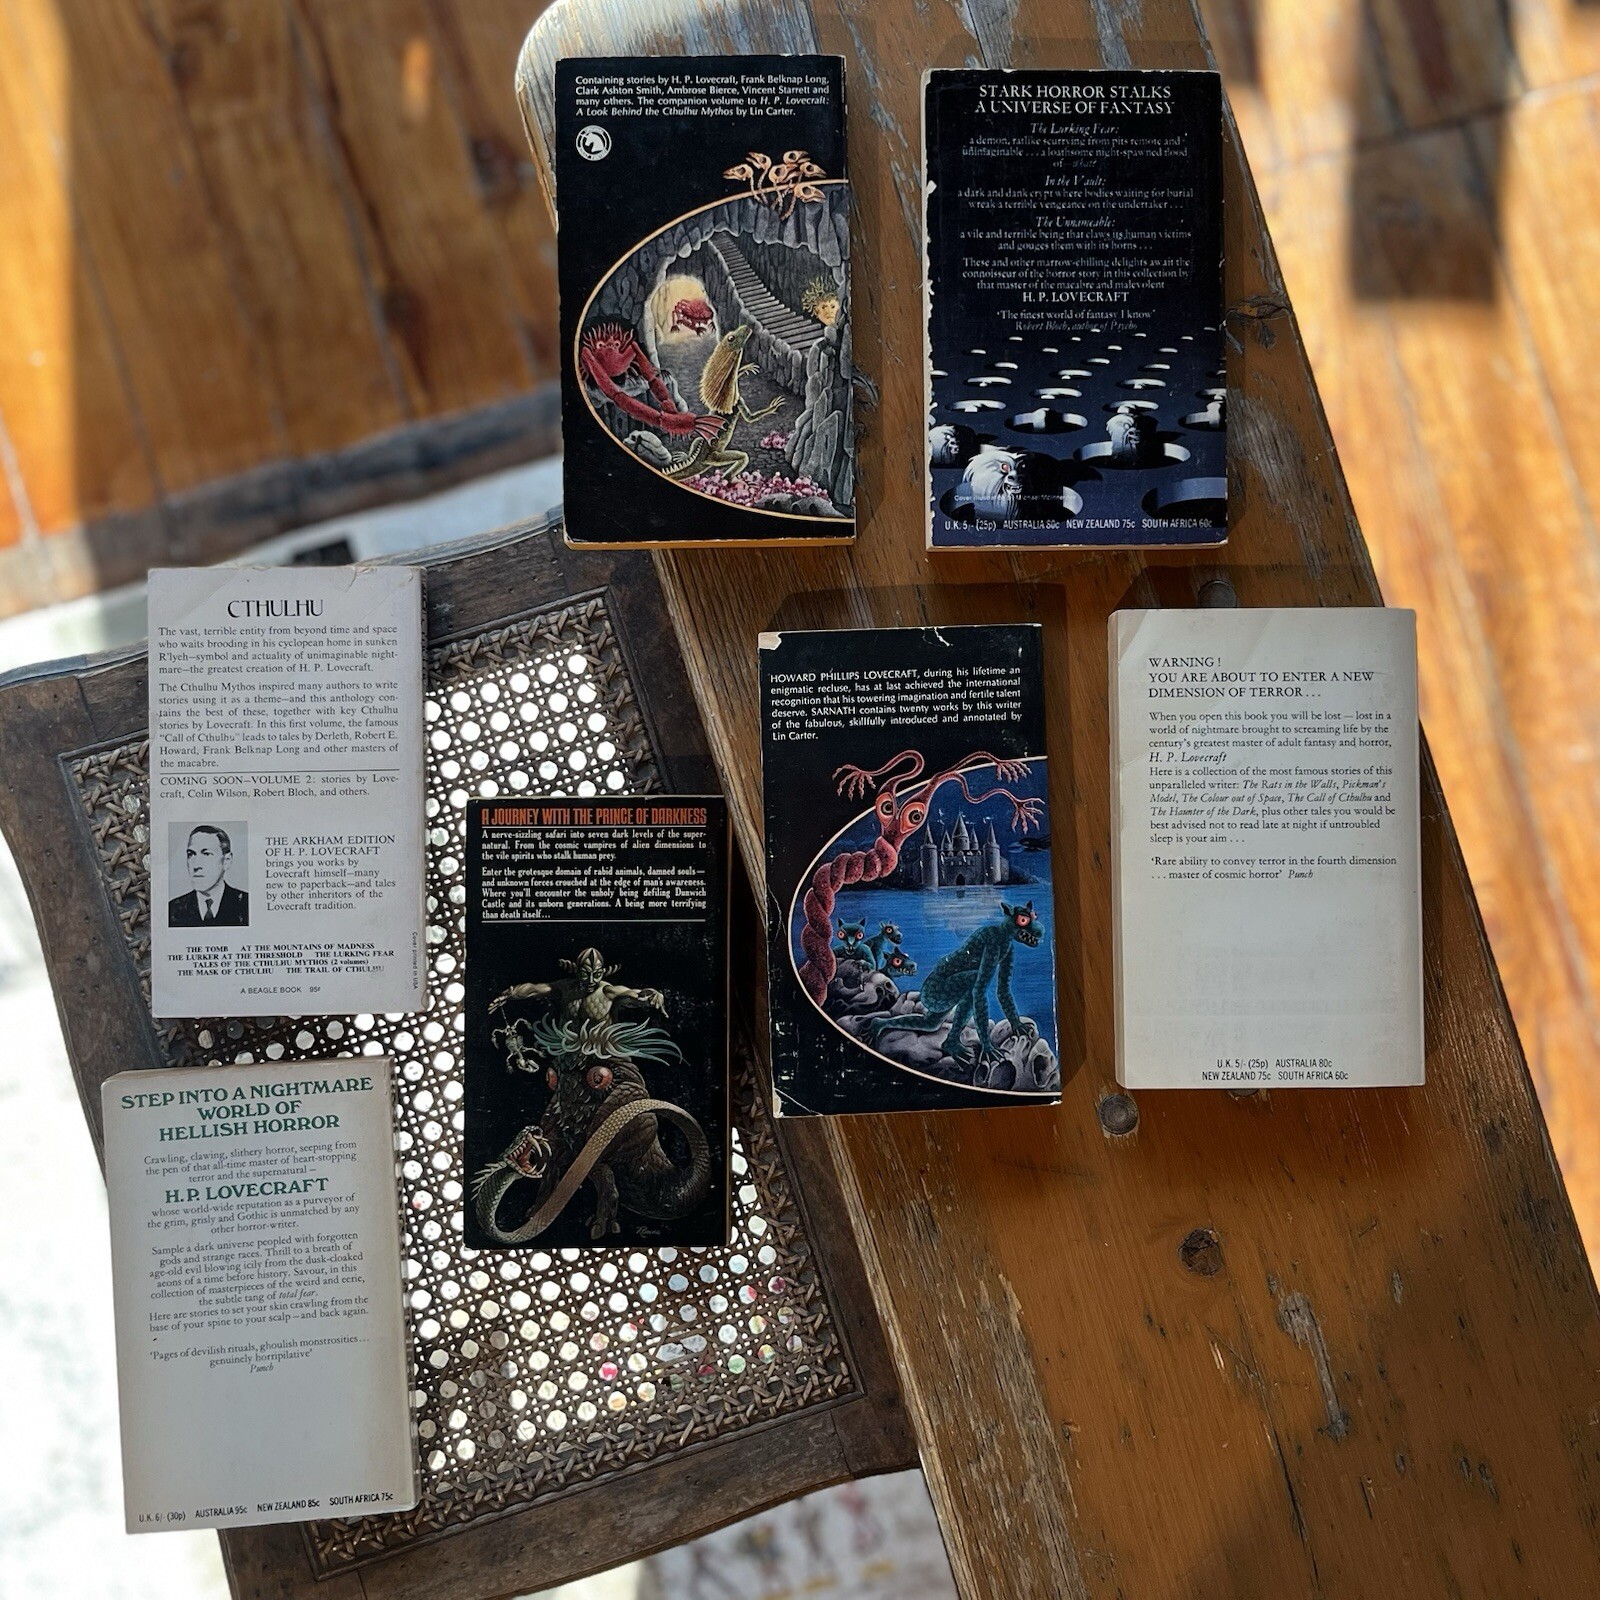 Containing stories by H. P. Lovecraft, Frank Belknap Long,
Clark Ashton Smith, Ambrose Bierce, Vincent Starrett and
many others. The companion volume to H. P. Lovecraft:
A Look Behind the Cthulhu Mythos by Lin Carter.
STARK HORROR STALKS
A UNIVERSE OF FANTASY
The Lurking Fear:
a demon, ratlike scurrying from pits remote and
unimaginable . . . a loathsome night-spawned flood
of—what?
In the Vault:
a dark and dank crypt where bodies waiting for burial
wreak a terrible vengeance on the undertaker . . .
The Unnameable:
a vile and terrible being that claws its human victims
and gouges them with its horns . . .
These and other marrow-chilling delights await the
connoisseur of the horror story in this collection by
that master of the macabre and malevolent
H. P. LOVECRAFT
'The finest world of fantasy I know'
Robert Bloch, author of Psycho
Cover
U.K. 5/- (25p) AUSTRALIA 80c NEW ZEALAND 75c SOUTH AFRICA 60c
CTHULHU
The vast, terrible entity from beyond time and space
who waits brooding in his cyclopean home in sunken
R'lyeh—symbol and actuality of unimaginable night-
mare—the greatest creation of H. P. Lovecraft.
The Cthulhu Mythos inspired many authors to write
stories using it as a theme—and this anthology con-
tains the best of these, together with key Cthulhu
stories by Lovecraft. In this first volume, the famous
"Call of Cthulhu" leads to tales by Derleth, Robert E.
Howard, Frank Belknap Long and other masters of
the macabre.
COMING SOON—VOLUME 2: stories by Love-
craft, Colin Wilson, Robert Bloch, and others.
THE ARKHAM EDITION
OF H. P. LOVECRAFT
brings you works by
Lovecraft himself—many
new to paperback—and tales
by other inheritors of the
Lovecraft tradition.
THE TOMB AT THE MOUNTAINS OF MADNESS
THE LURKER AT THE THRESHOLD THE LURKING FEAR
TALES OF THE CTHULHU MYTHOS (2 volumes)
THE MASK OF CTHULHU THE TRAIL OF CTHULHU
A BEAGLE BOOK 95¢
Cover printed in USA
A JOURNEY WITH THE PRINCE OF DARKNESS
A nerve-sizzling safari into seven dark levels of the super-
natural. From the cosmic vampires of alien dimensions to
the vile spirits who stalk human prey.
Enter the grotesque domain of rabid animals, damned souls—
and unknown forces crouched at the edge of man's awareness.
Where you'll encounter the unholy being defiling Dunwich
Castle and its unborn generations. A being more terrifying
than death itself...
HOWARD PHILLIPS LOVECRAFT, during his lifetime an
enigmatic recluse, has at last achieved the international
recognition that his towering imagination and fertile talent
deserve. SARNATH contains twenty works by this writer
of the fabulous, skillfully introduced and annotated by
Lin Carter.
WARNING !
YOU ARE ABOUT TO ENTER A NEW
DIMENSION OF TERROR . . .
When you open this book you will be lost — lost in a
world of nightmare brought to screaming life by the
century's greatest master of adult fantasy and horror,
H. P. Lovecraft
Here is a collection of the most famous stories of this
unparalleled writer: The Rats in the Walls, Pickman's
Model, The Colour out of Space, The Call of Cthulhu and
The Haunter of the Dark, plus other tales you would be
best advised not to read late at night if untroubled
sleep is your aim . . .
'Rare ability to convey terror in the fourth dimension
. . . master of cosmic horror' Punch
U.K. 5/- (25p) AUSTRALIA 80c
NEW ZEALAND 75c SOUTH AFRICA 60c
STEP INTO A NIGHTMARE
WORLD OF
HELLISH HORROR
Crawling, clawing, slithery horror, seeping from
the pen of that all-time master of heart-stopping
terror and the supernatural —
H. P. LOVECRAFT
whose world-wide reputation as a purveyor of
the grim, grisly and Gothic is unmatched by any
other horror-writer.
Sample a dark universe peopled with forgotten
gods and strange races. Thrill to a breath of
age-old evil blowing icily from the dusk-cloaked
aeons of a time before history. Savour, in this
collection of masterpieces of the weird and eerie,
the subtle tang of total fear.
Here are stories to set your skin crawling from the
base of your spine to your scalp — and back again.
'Pages of devilish rituals, ghoulish monstrosities...
genuinely horripilative'
Punch
U.K. 6/- (30p) AUSTRALIA 95c NEW ZEALAND 85c SOUTH AFRICA 75c